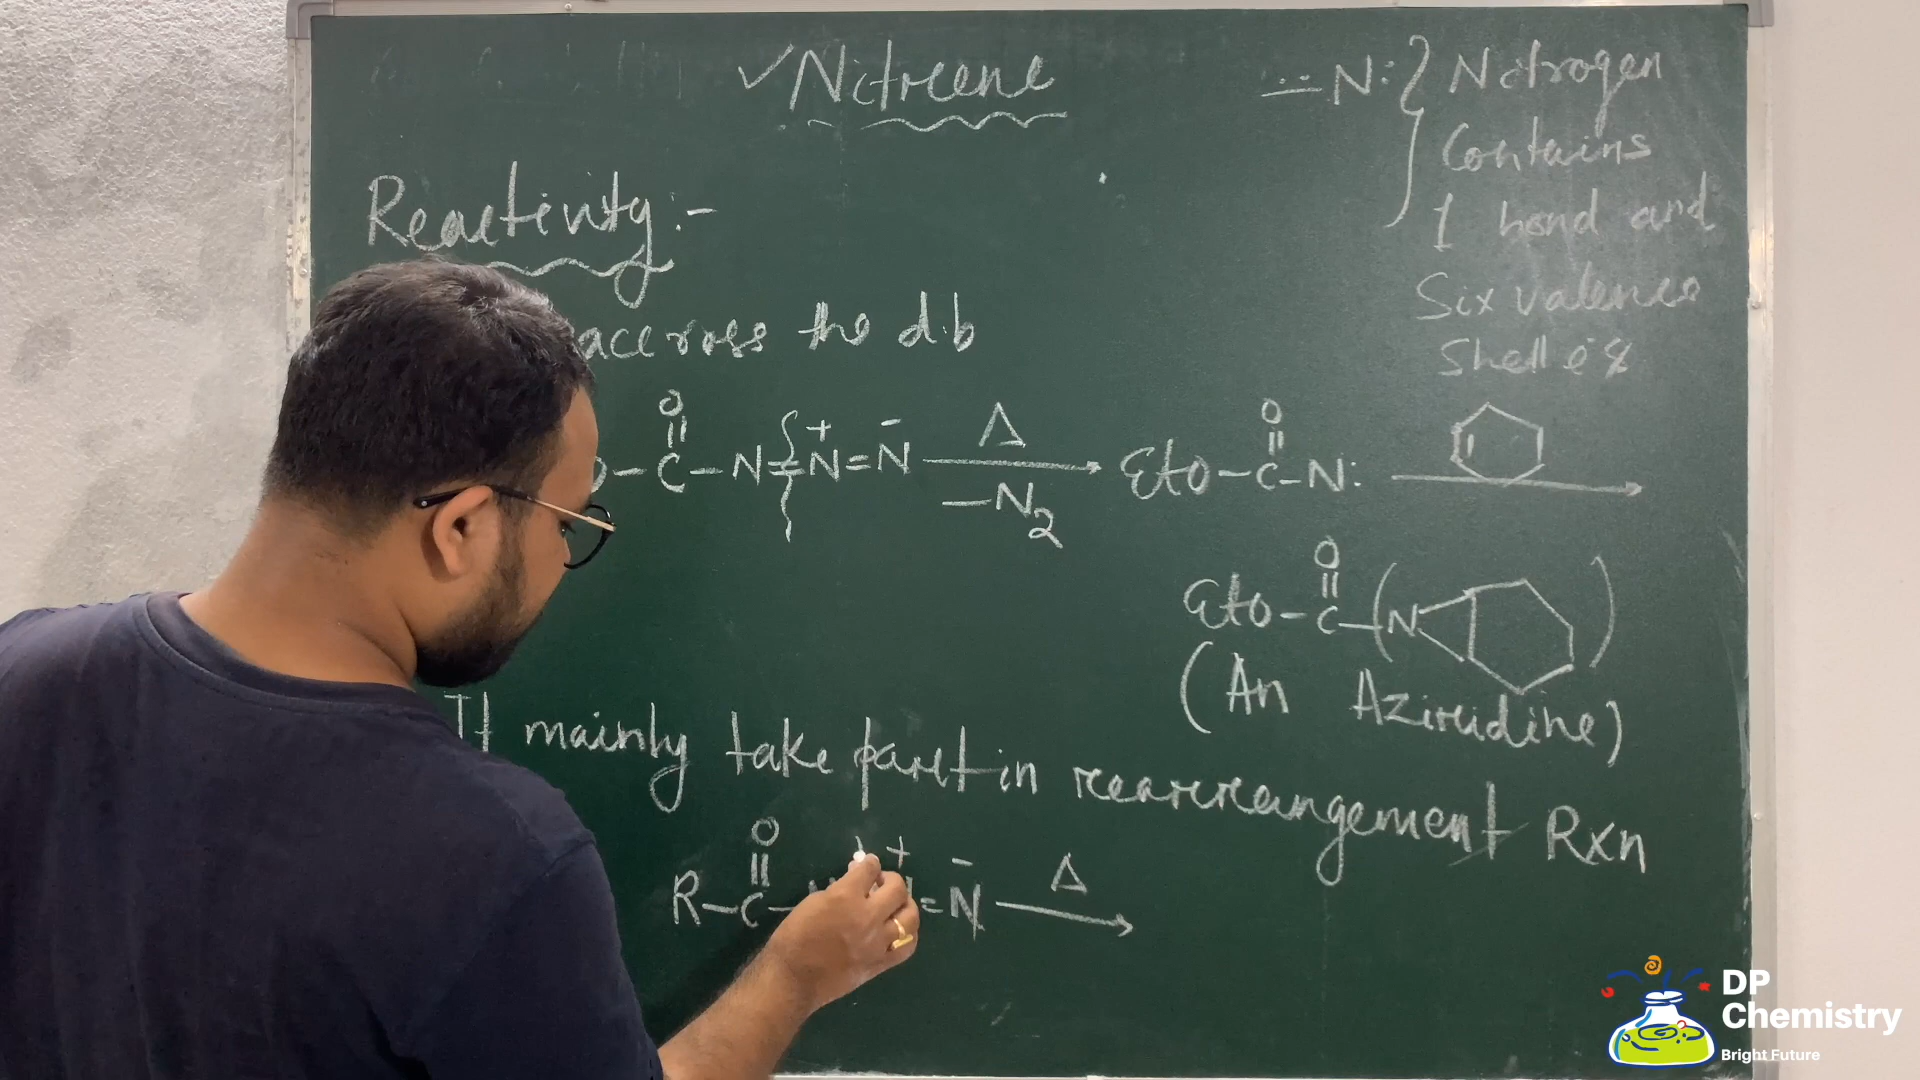 Nitrene
-N̈: } Nitrogen
Contains
1 bond and
Six valence
Shell e⁻s
Reactivity:-
accross the d.b
O O
O-C-N=N⁺=N⁻ Δ -N2 → EtO-C-N: →
O
EtO-C-(N )
(An Aziridine)
It mainly take part in rearrangement Rxn
O
R-C- N⁺=N⁻ Δ →
DP
Chemistry
Bright Future